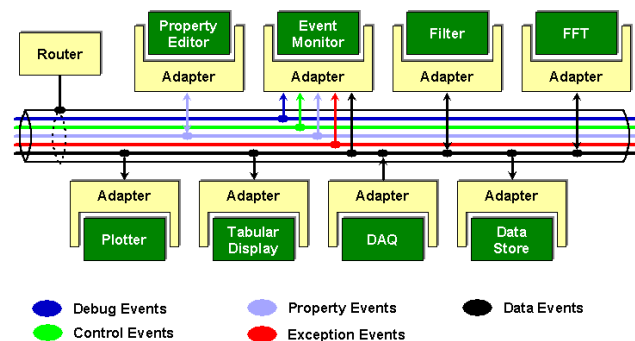 Router
Property
Editor
Adapter
Event
Monitor
Adapter
Filter
Adapter
FFT
Adapter
Adapter
Plotter
Adapter
Tabular
Display
Adapter
DAQ
Adapter
Data
Store
Debug Events
Property Events
Data Events
Control Events
Exception Events